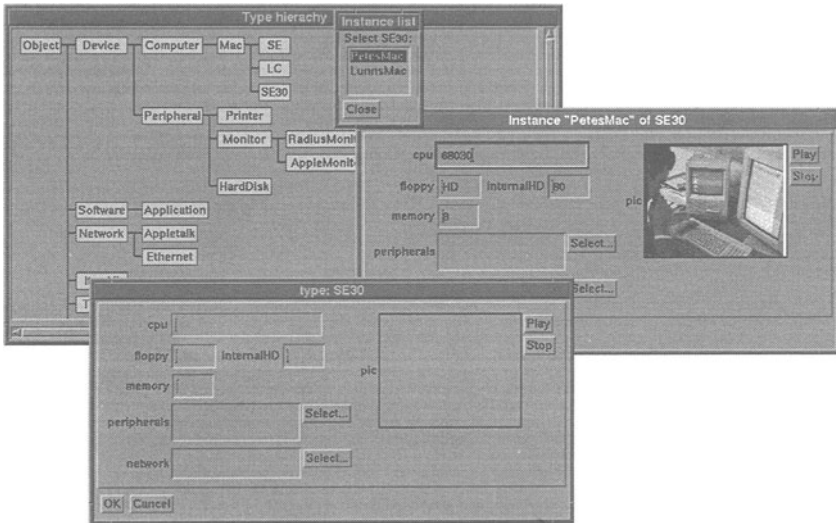 Type hierachy
Object Device Computer Mac SE
LC
SE30
Peripheral Printer
Monitor RadiusMonit
AppleMonito
HardDisk
Software Application
Network Appletalk
Ethernet
Instance list
Select SE30:
PetesMac
LunnsMac
Close
Instance "PetesMac" of SE30
cpu 68030
floppy HD internalHD 80
memory 8
peripherals Select...
Select...
pic
Play
Stop
type: SE30
cpu
floppy internalHD
memory
peripherals Select...
network Select...
pic
Play
Stop
OK Cancel